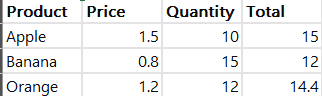 Product Price Quantity Total
Apple 1.5 10 15
Banana 0.8 15 12
Orange 1.2 12 14.4